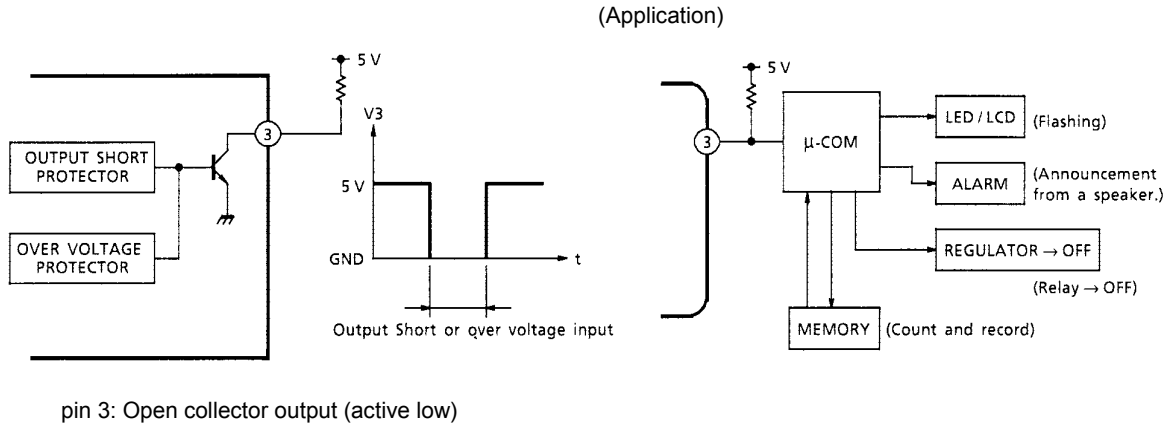 (Application)
5 V
3
V3
OUTPUT SHORT
PROTECTOR
OVER VOLTAGE
PROTECTOR
5 V
GND
t
Output Short or over voltage input
5 V
3
μ-COM
LED / LCD
(Flashing)
ALARM
(Announcement
from a speaker.)
REGULATOR → OFF
(Relay → OFF)
MEMORY
(Count and record)
pin 3: Open collector output (active low)